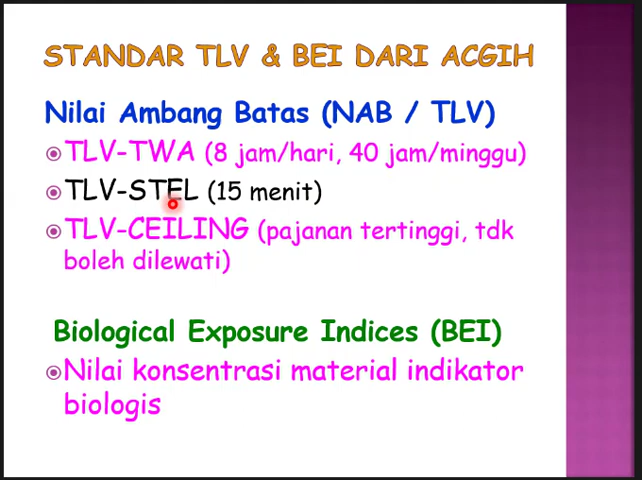 STANDAR TLV & BEI DARI ACGIH
Nilai Ambang Batas (NAB / TLV)
TLV-TWA (8 jam/hari, 40 jam/minggu)
TLV-STEL (15 menit)
TLV-CEILING (pajanan tertinggi, tdk
boleh dilewati)
Biological Exposure Indices (BEI)
Nilai konsentrasi material indikator
biologis